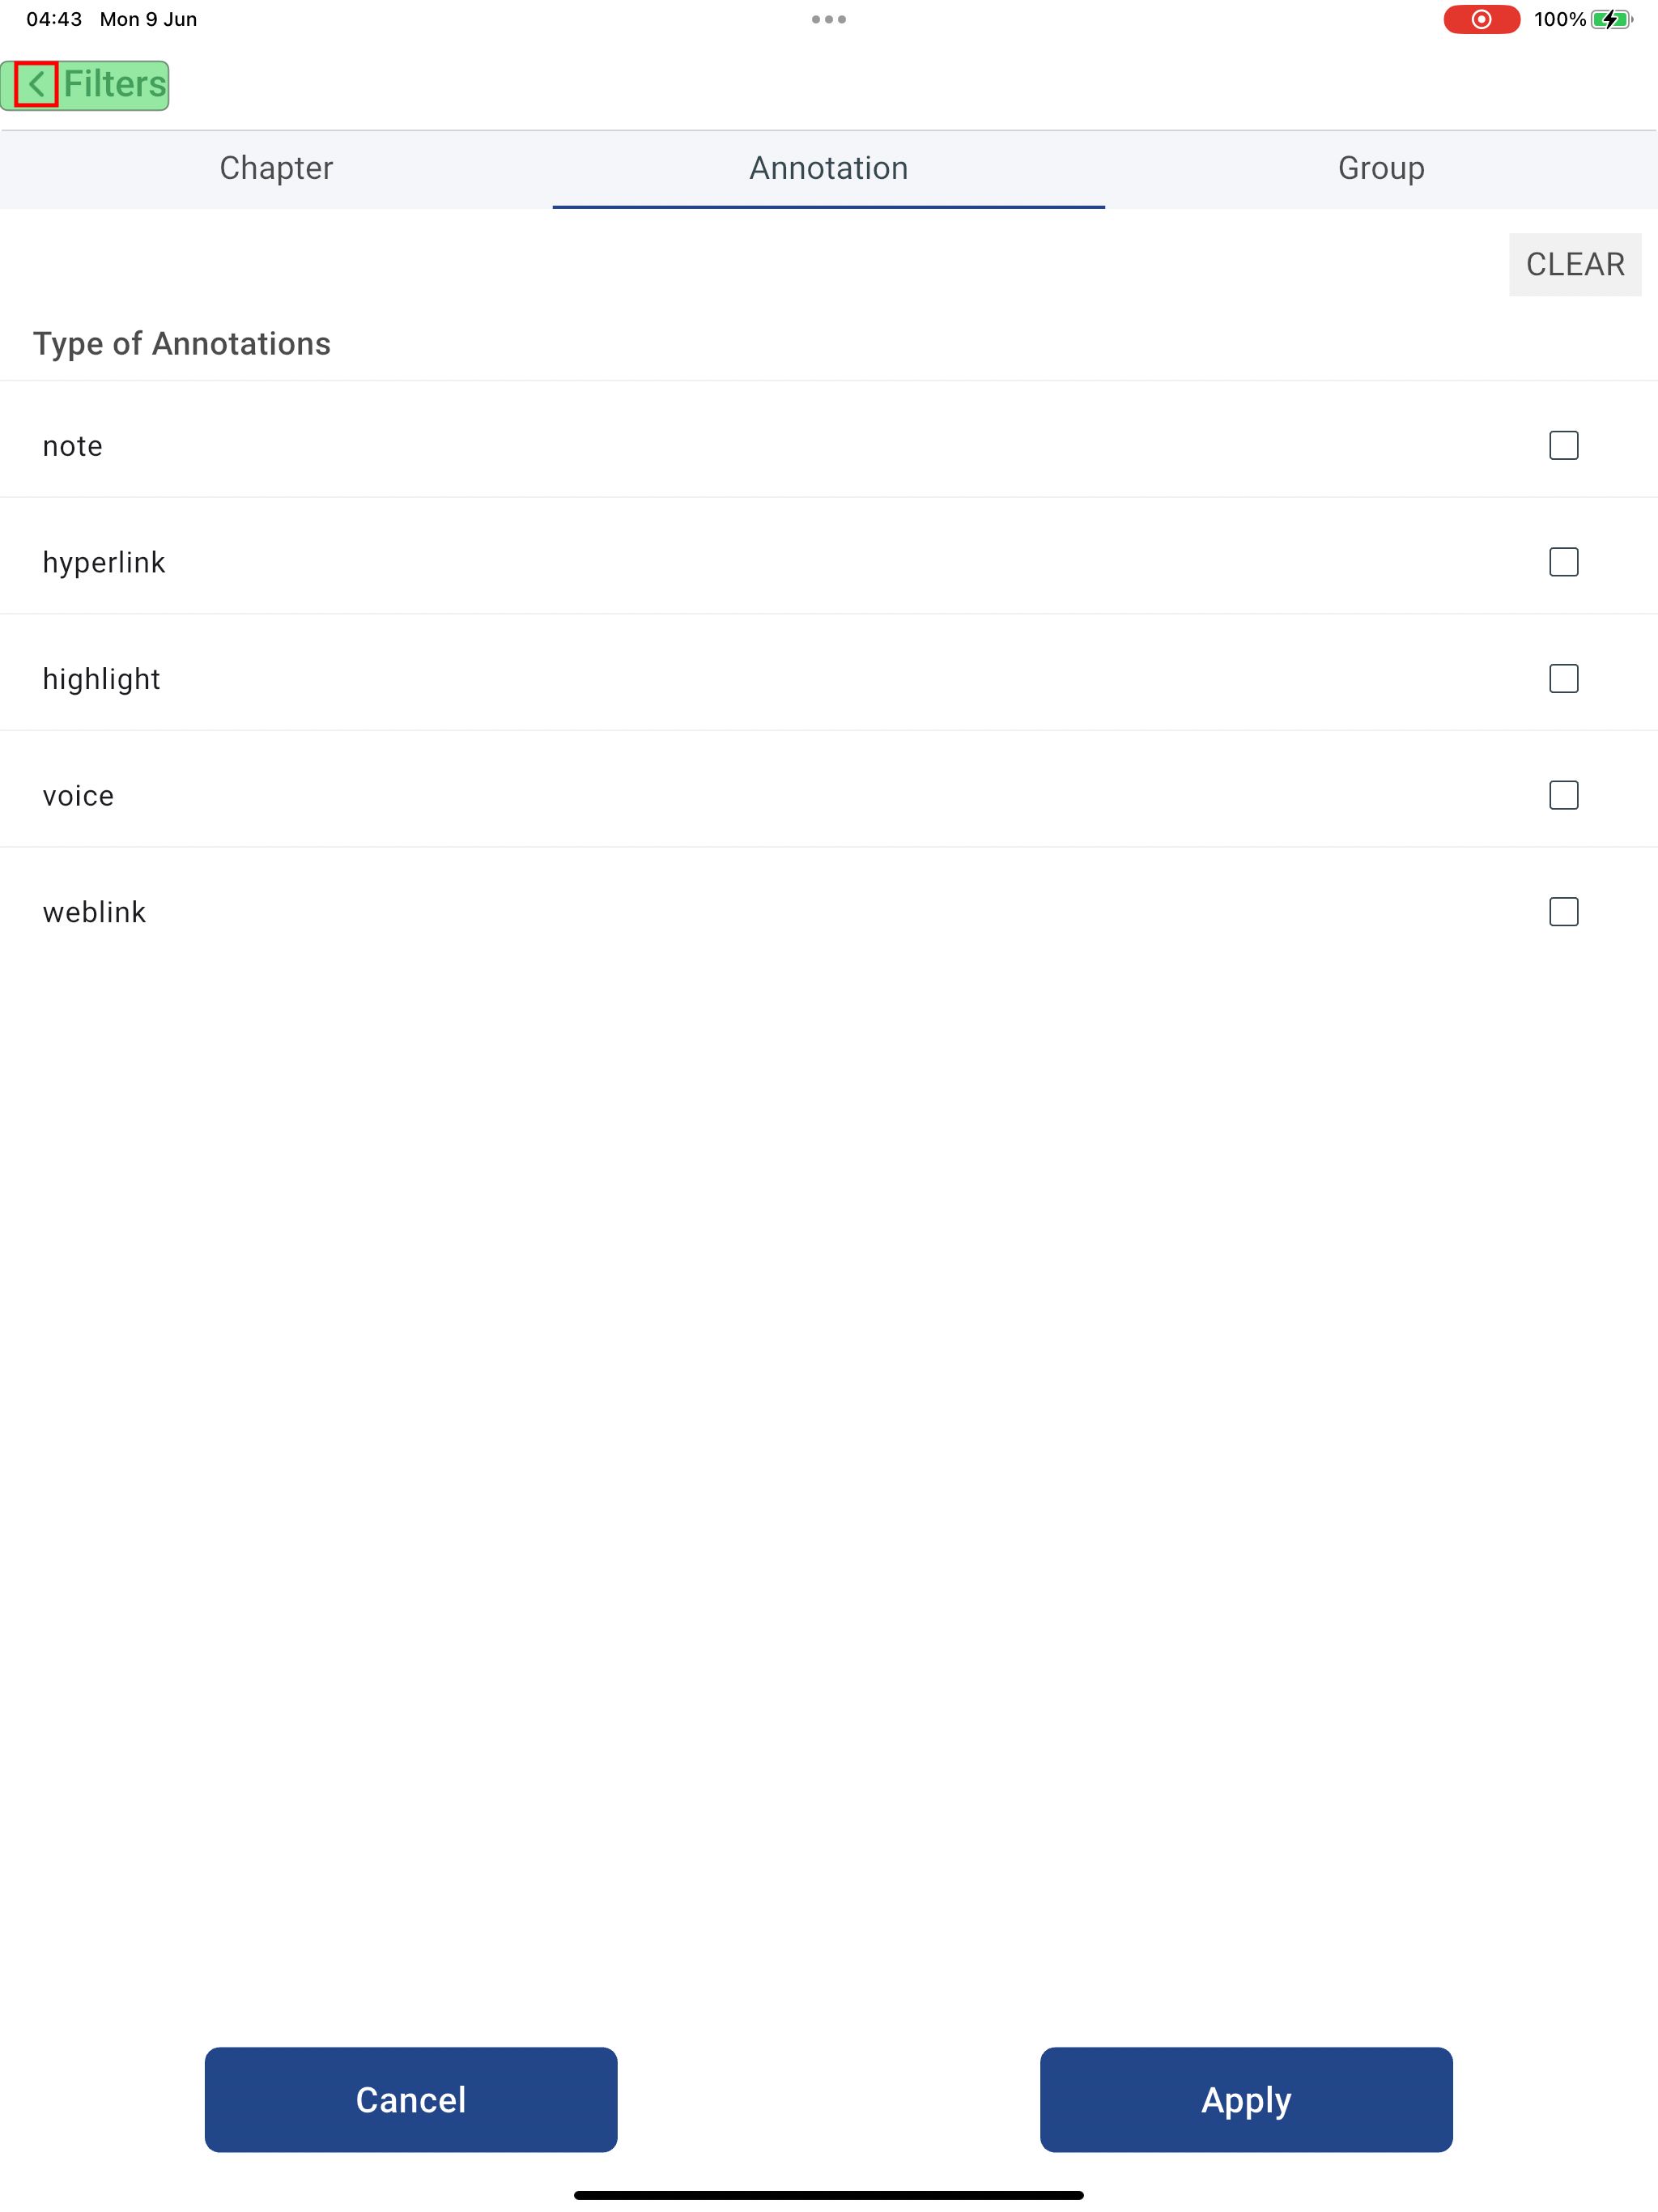 04:43 Mon 9 Jun 100%
Filters
Chapter Annotation Group
CLEAR
Type of Annotations
note
hyperlink
highlight
voice
weblink
Cancel Apply